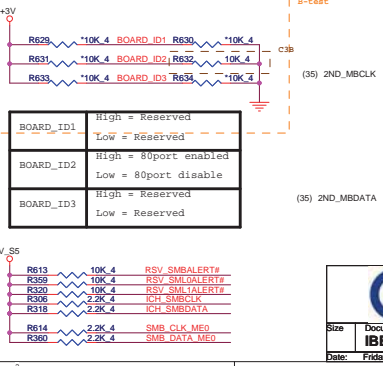 B-test
+3V
R629 *10K_4 BOARD_ID1 R630 *10K_4
C3B
R631 *10K_4 BOARD_ID2 R632 10K_4
R633 *10K_4 BOARD_ID3 R634 *10K_4
(35) 2ND_MBCLK
BOARD_ID1 High = Reserved
Low = Reserved
BOARD_ID2 High = 80port enabled
Low = 80port disable
BOARD_ID3 High = Reserved
Low = Reserved
(35) 2ND_MBDATA
V_S5
R613 10K_4 RSV_SMBALERT#
R359 10K_4 RSV_SML0ALERT#
R320 10K_4 RSV_SML1ALERT#
R306 2.2K_4 ICH_SMBCLK
R318 2.2K_4 ICH_SMBDATA
R614 2.2K_4 SMB_CLK_ME0
R360 2.2K_4 SMB_DATA_ME0
Size Docu
IBE
Date: Frida